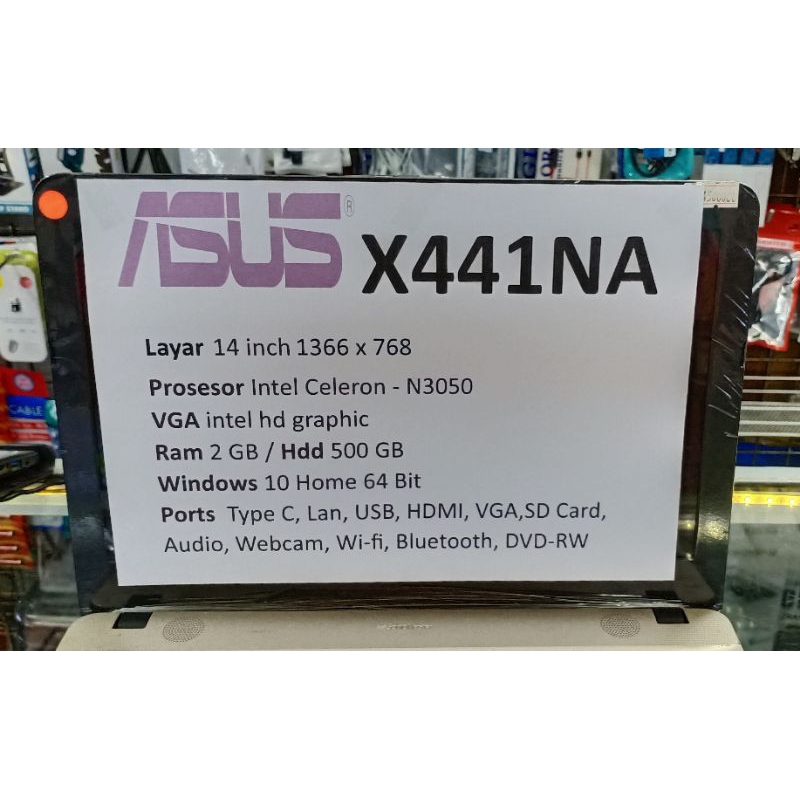 ASUS® X441NA
Layar 14 inch 1366 x 768
Prosesor Intel Celeron - N3050
VGA intel hd graphic
Ram 2 GB / Hdd 500 GB
Windows 10 Home 64 Bit
Ports Type C, Lan, USB, HDMI, VGA,SD Card,
Audio, Webcam, Wi-fi, Bluetooth, DVD-RW
CABLE